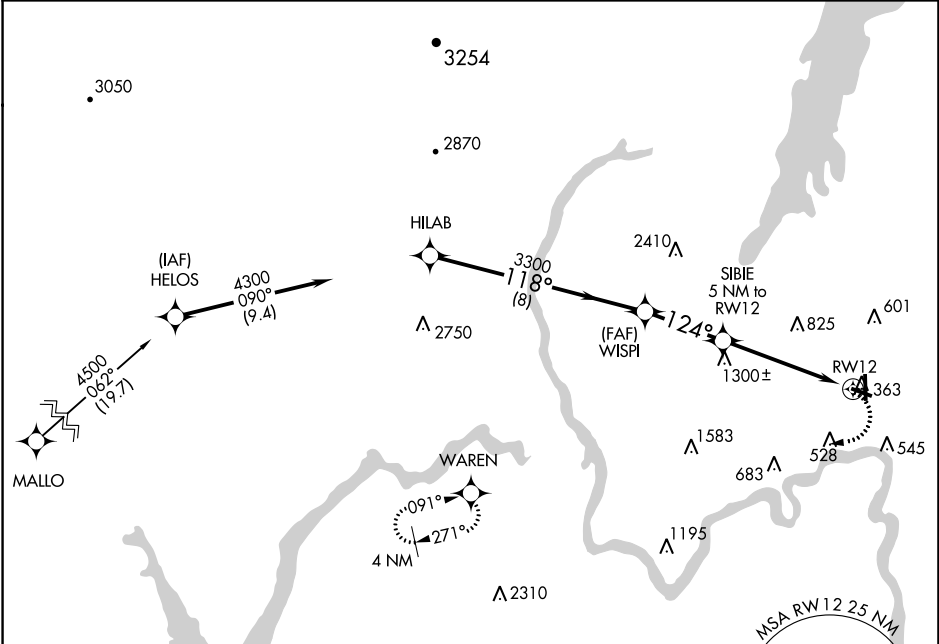 3254
3050
2870
HILAB
(IAF)
HELOS
4300
090°
(9.4)
3300
118°
(8)
2410
SIBIE
5 NM to
RW12
(FAF)
WISPI
124°
825
601
2750
1300±
RW12
363
4500
062°
(19.7)
MALLO
1583
528
545
683
WAREN
091°
271°
4 NM
1195
2310
MSA RW12 25 NM